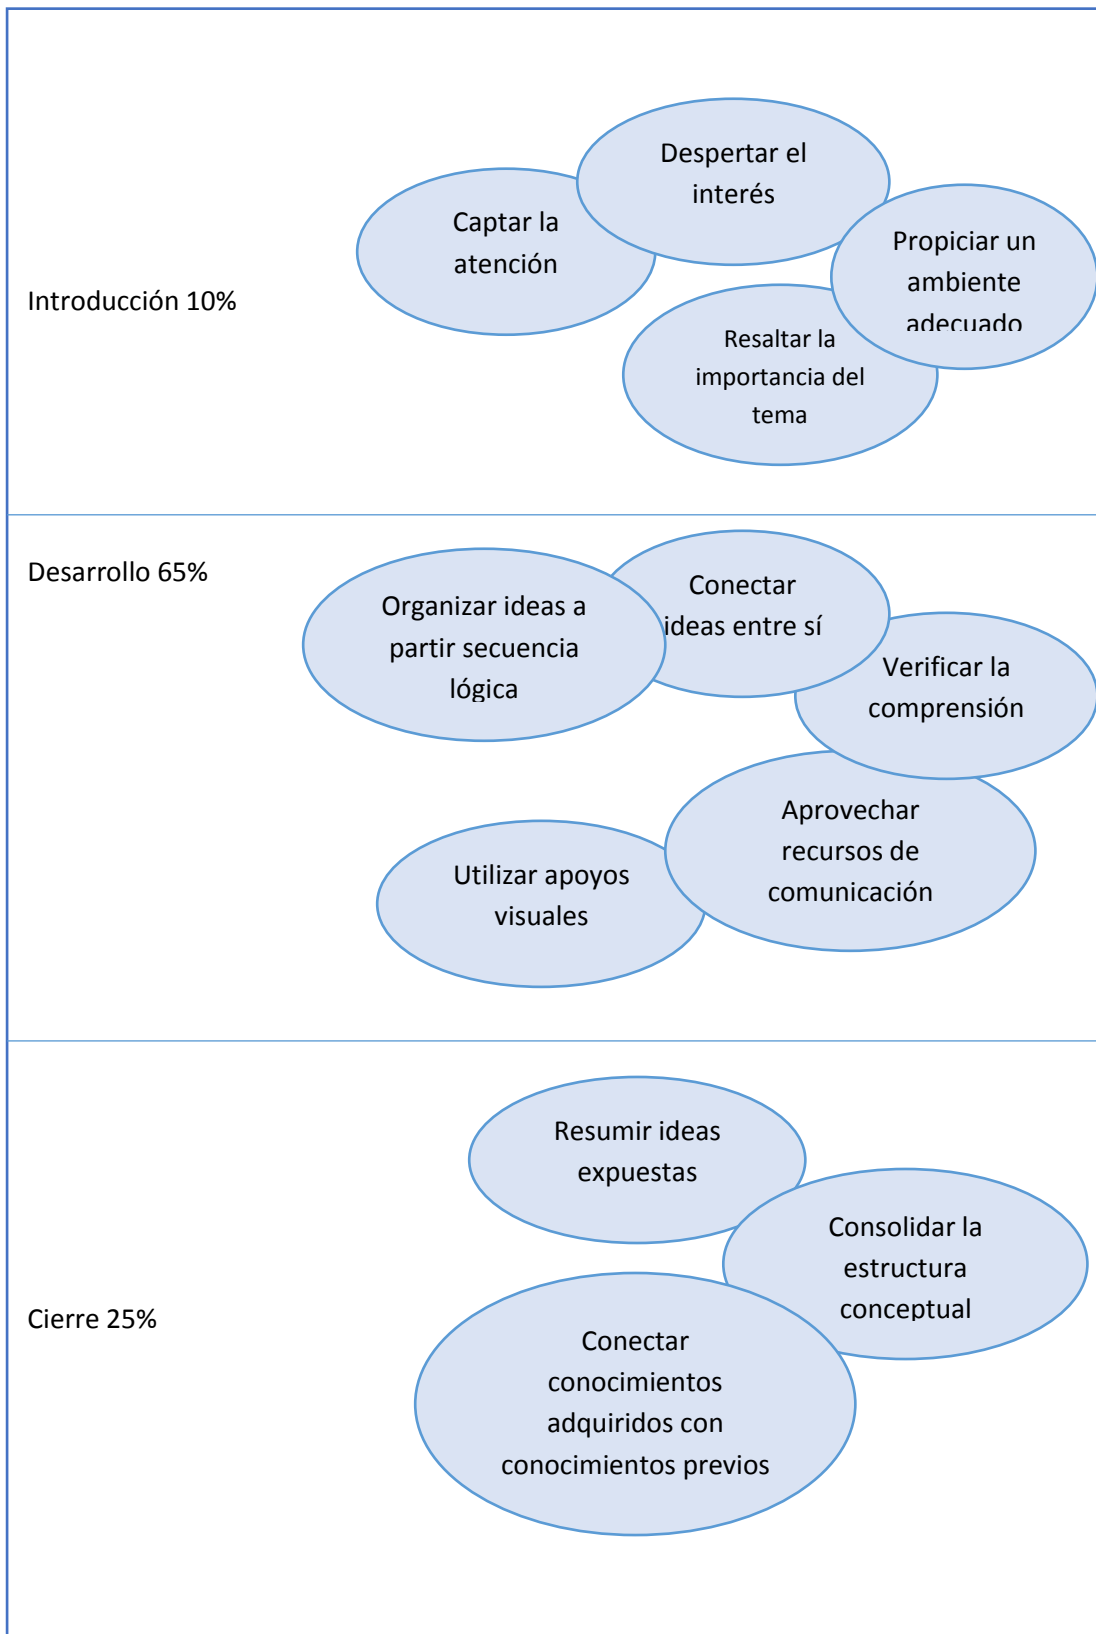 Introducción 10%
Captar la
atención
Despertar el
interés
Propiciar un
ambiente
adecuado
Resaltar la
importancia del
tema
Desarrollo 65%
Organizar ideas a
partir secuencia
lógica
Conectar
ideas entre sí
Verificar la
comprensión
Aprovechar
recursos de
comunicación
Utilizar apoyos
visuales
Cierre 25%
Resumir ideas
expuestas
Consolidar la
estructura
conceptual
Conectar
conocimientos
adquiridos con
conocimientos previos